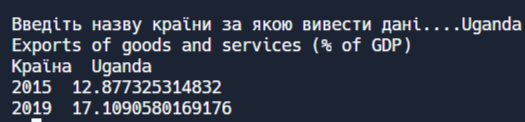 Введіть назву країни за якою вивести дані....Uganda
Exports of goods and services (% of GDP)
Країна  Uganda
2015  12.877325314832
2019  17.1090580169176